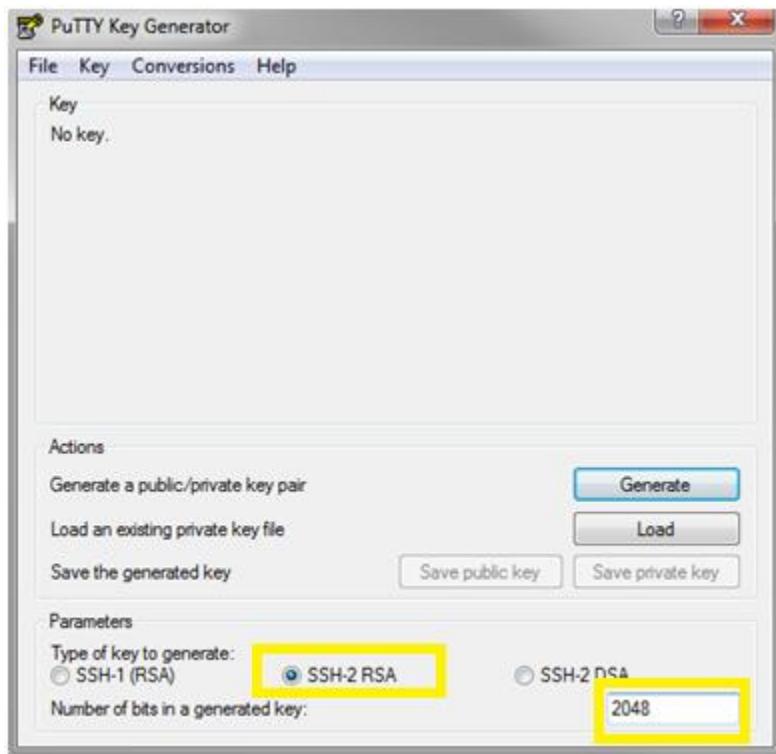 PuTTY Key Generator
File Key Conversions Help
Key
No key.
Actions
Generate a public/private key pair Generate
Load an existing private key file Load
Save the generated key Save public key Save private key
Parameters
Type of key to generate:
SSH-1 (RSA) SSH-2 RSA SSH-2 DSA
Number of bits in a generated key: 2048